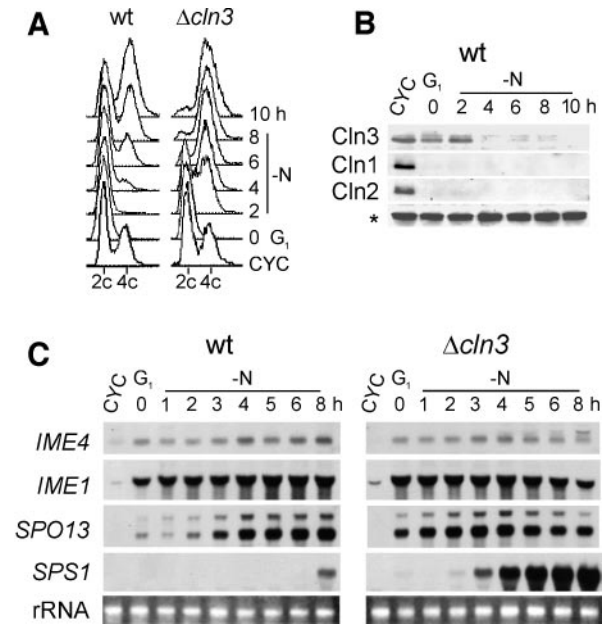 A
wt
Δcln3
10 h
8
6
4
2
-N
0 G₁
CYC
2c 4c 2c 4c
B
wt
CYC G₁ -N
0 2 4 6 8 10 h
Cln3
Cln1
Cln2
*
C
wt
Δcln3
CYC G₁ -N CYC G₁ -N
0 1 2 3 4 5 6 8 h 0 1 2 3 4 5 6 8 h
IME4
IME1
SPO13
SPS1
rRNA